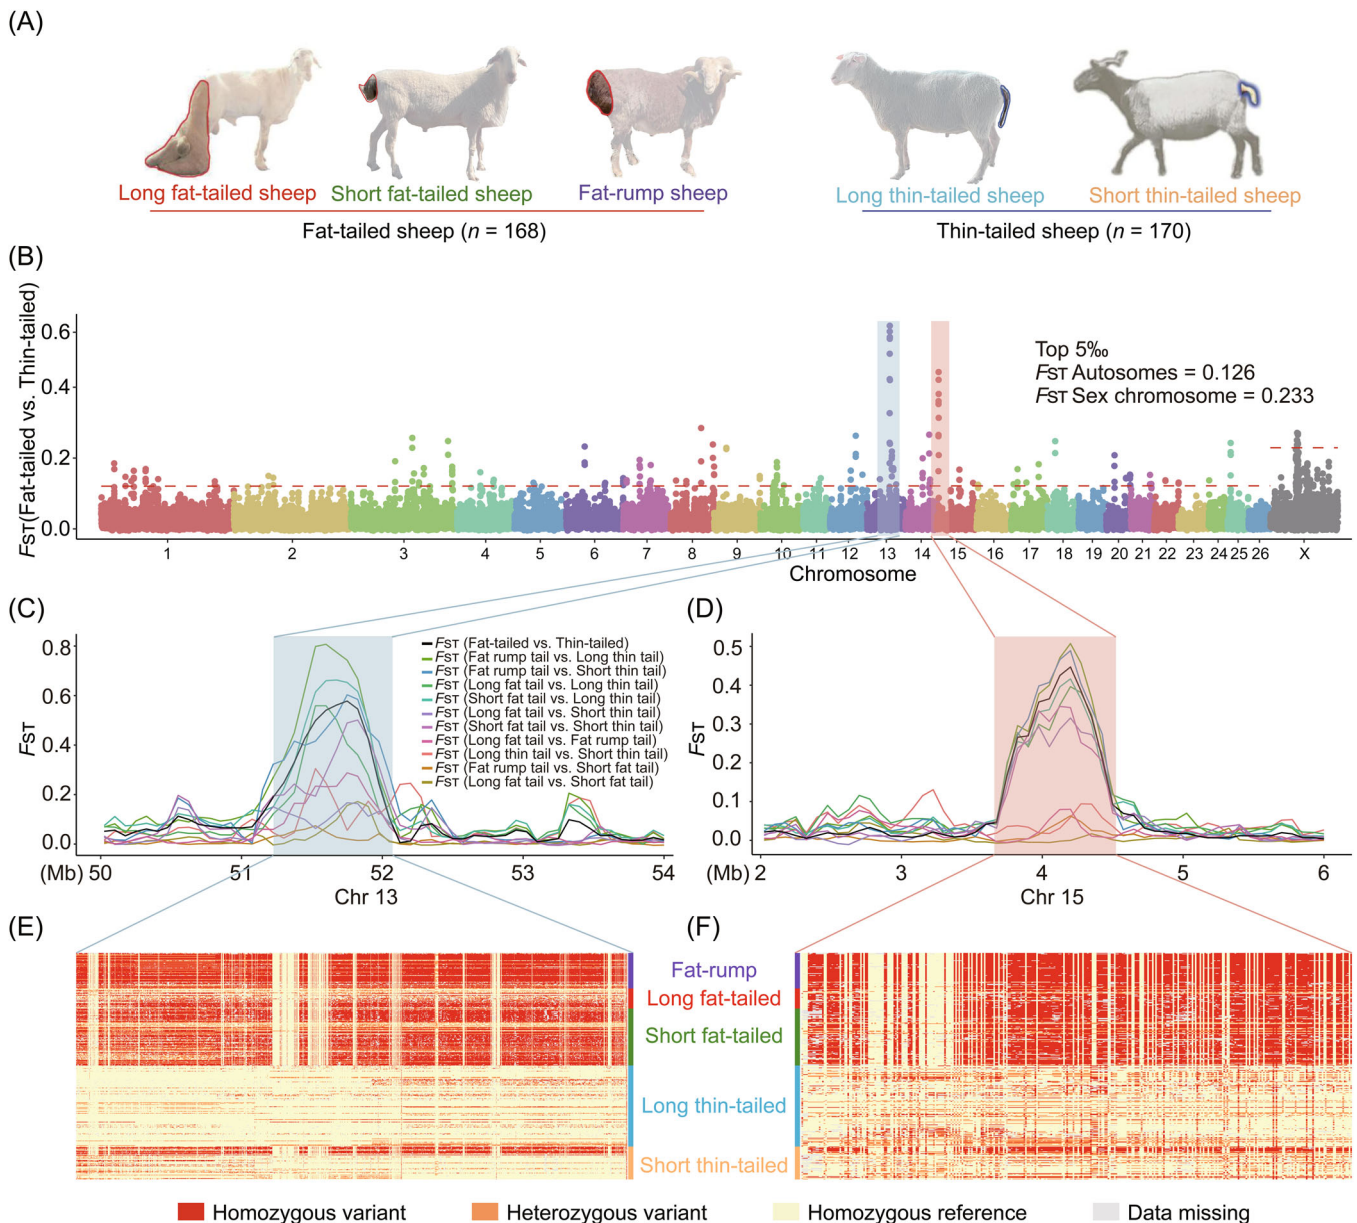 (A)
Long fat-tailed sheep
Short fat-tailed sheep
Fat-rump sheep
Long thin-tailed sheep
Short thin-tailed sheep
Fat-tailed sheep (n = 168)
Thin-tailed sheep (n = 170)
(B)
FST(Fat-tailed vs. Thin-tailed)
0.6
0.4
0.2
0.0
Top 5‰
FST Autosomes = 0.126
FST Sex chromosome = 0.233
1 2 3 4 5 6 7 8 9 10 11 12 13 14 15 16 17 18 19 20 21 22 23 24 25 26 X
Chromosome
(C)
FST
0.8
0.6
0.4
0.2
0.0
FST (Fat-tailed vs. Thin-tailed)
FST (Fat rump tail vs. Long thin tail)
FST (Fat rump tail vs. Short thin tail)
FST (Long fat tail vs. Long thin tail)
FST (Short fat tail vs. Long thin tail)
FST (Long fat tail vs. Short thin tail)
FST (Short fat tail vs. Short thin tail)
FST (Long fat tail vs. Fat rump tail)
FST (Long thin tail vs. Short thin tail)
FST (Fat rump tail vs. Short fat tail)
FST (Long fat tail vs. Short fat tail)
(Mb) 50 51 52 53 54
Chr 13
(D)
FST
0.5
0.4
0.3
0.2
0.1
0.0
(Mb) 2 3 4 5 6
Chr 15
(E)
(F)
Fat-rump
Long fat-tailed
Short fat-tailed
Long thin-tailed
Short thin-tailed
Homozygous variant
Heterozygous variant
Homozygous reference
Data missing